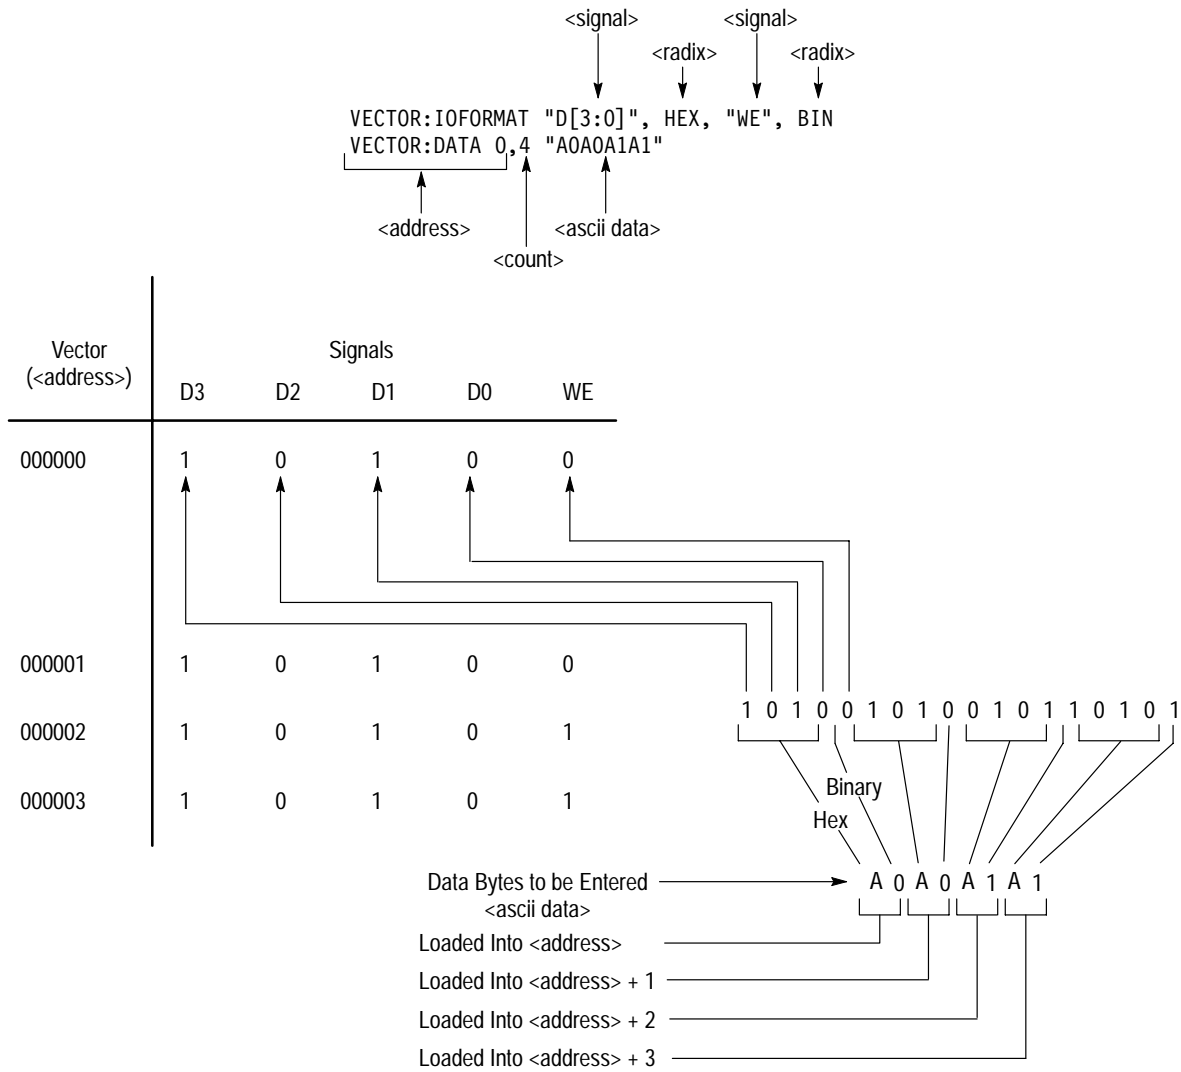 <signal> <signal>
<radix> <radix>
VECTOR:IOFORMAT "D[3:0]", HEX, "WE", BIN
VECTOR:DATA 0,4 "A0A0A1A1"
<address> <ascii data>
<count>
Vector
(<address>)
Signals
D3 D2 D1 D0 WE
000000 1 0 1 0 0
000001 1 0 1 0 0
000002 1 0 1 0 1
000003 1 0 1 0 1
1 0 1 0 0 1 0 1 0 0 1 0 1 1 0 1 0 1
Binary
Hex
Data Bytes to be Entered
<ascii data>
A 0 A 0 A 1 A 1
Loaded Into <address>
Loaded Into <address> + 1
Loaded Into <address> + 2
Loaded Into <address> + 3